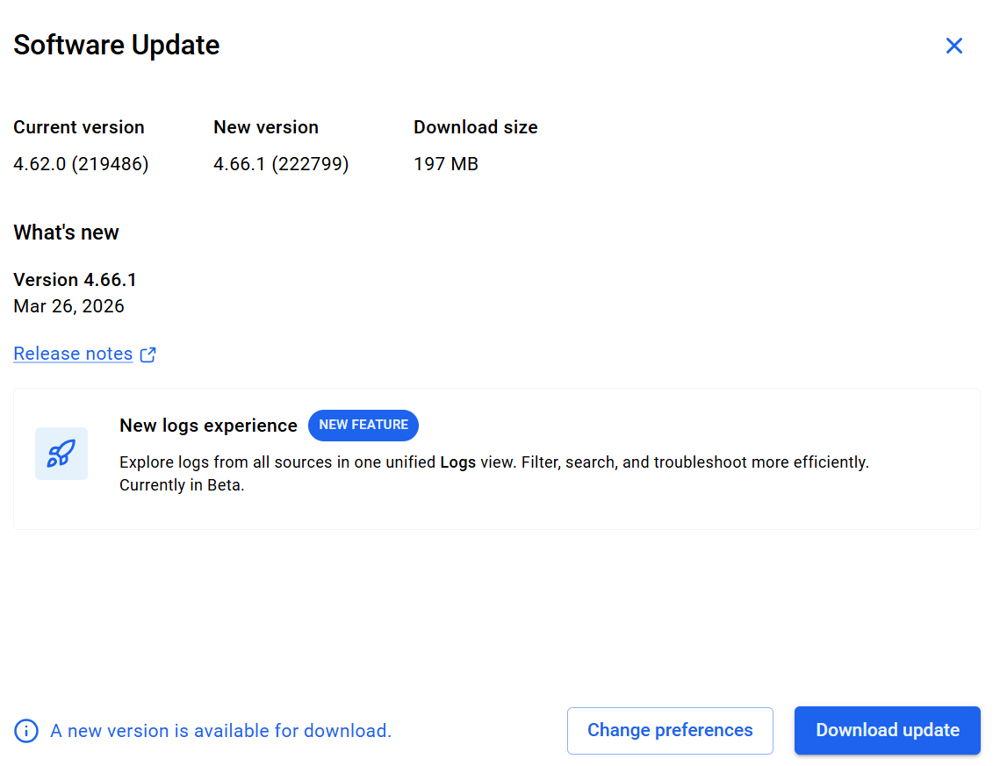 Software Update
Current version
New version
Download size
4.62.0 (219486)
4.66.1 (222799)
197 MB
What's new
Version 4.66.1
Mar 26, 2026
Release notes
New logs experience
NEW FEATURE
Explore logs from all sources in one unified Logs view. Filter, search, and troubleshoot more efficiently.
Currently in Beta.
A new version is available for download.
Change preferences
Download update